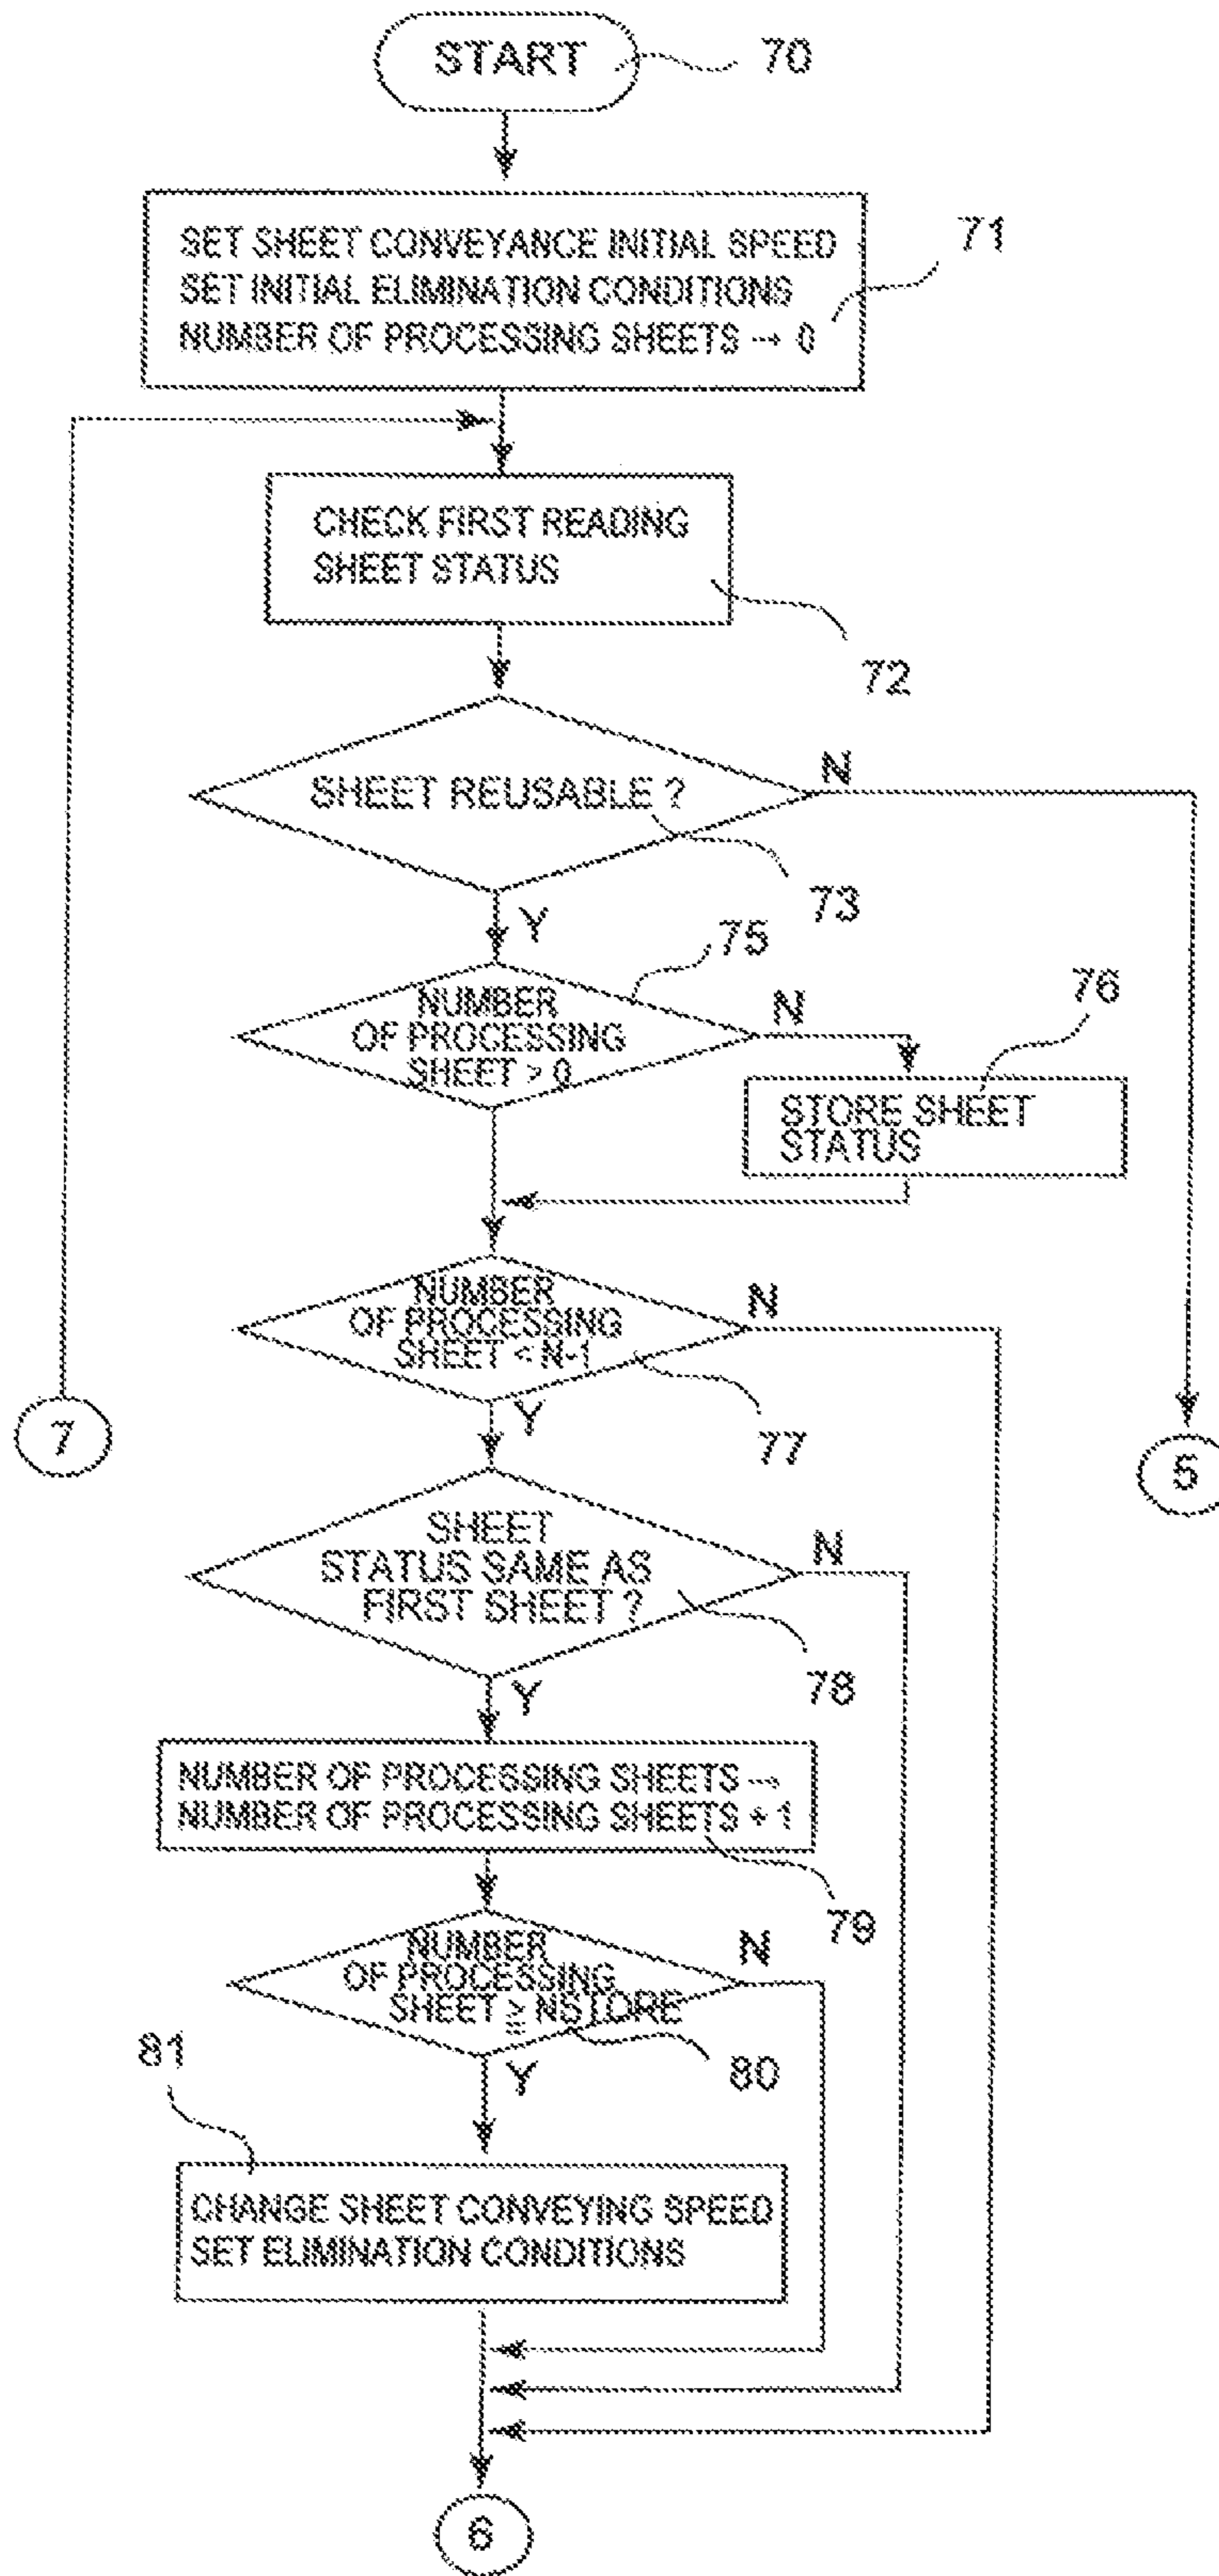 START
70
SET SHEET CONVEYANCE INITIAL SPEED
SET INITIAL ELIMINATION CONDITIONS
NUMBER OF PROCESSING SHEETS → 0
71
CHECK FIRST READING
SHEET STATUS
72
SHEET REUSABLE ?
N
73
Y
75
NUMBER
OF PROCESSING
SHEET > 0
N
76
STORE SHEET
STATUS
NUMBER
OF PROCESSING
SHEET < N-1
N
77
Y
7
5
SHEET
STATUS SAME AS
FIRST SHEET ?
N
78
Y
NUMBER OF PROCESSING SHEETS →
NUMBER OF PROCESSING SHEETS + 1
79
NUMBER
OF PROCESSING
SHEET ≧ NSTORE
N
80
Y
81
CHANGE SHEET CONVEYING SPEED
SET ELIMINATION CONDITIONS
6